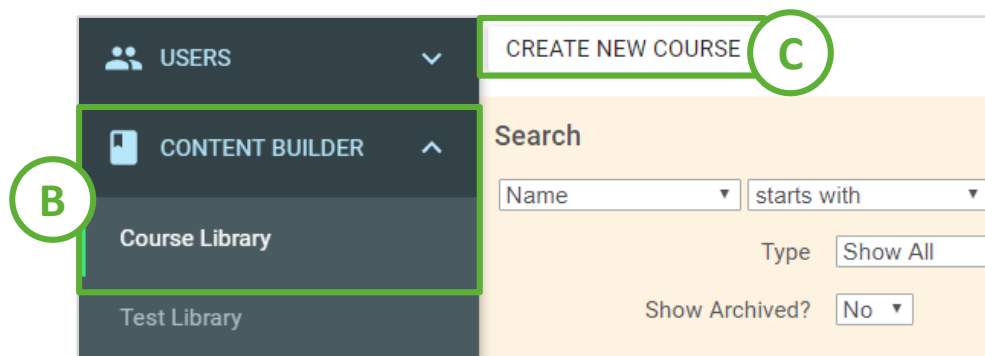 USERS
CONTENT BUILDER
B
Course Library
Test Library
CREATE NEW COURSE
C
Search
Name starts with
Type Show All
Show Archived? No